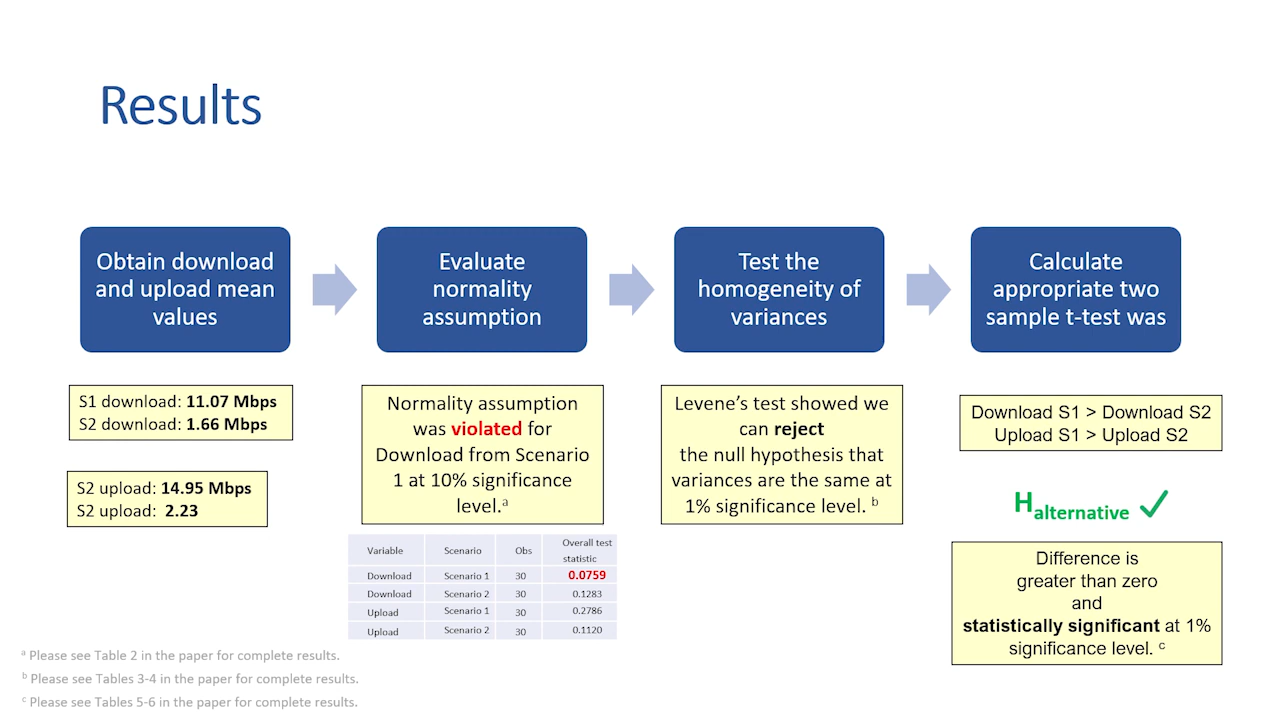 Results
Obtain download
and upload mean
values
Evaluate
normality
assumption
Test the
homogeneity of
variances
Calculate
appropriate two
sample t-test was
S1 download: 11.07 Mbps
S2 download: 1.66 Mbps
S2 upload: 14.95 Mbps
S2 upload: 2.23
Normality assumption
was violated for
Download from Scenario
1 at 10% significance
level.a
Variable Scenario Obs Overall test statistic
Download Scenario 1 30 0.0759
Download Scenario 2 30 0.1283
Upload Scenario 1 30 0.2786
Upload Scenario 2 30 0.1120
Levene's test showed we
can reject
the null hypothesis that
variances are the same at
1% significance level. b
Download S1 > Download S2
Upload S1 > Upload S2
Halternative ✓
Difference is
greater than zero
and
statistically significant at 1%
significance level. c
a Please see Table 2 in the paper for complete results.
b Please see Tables 3-4 in the paper for complete results.
c Please see Tables 5-6 in the paper for complete results.